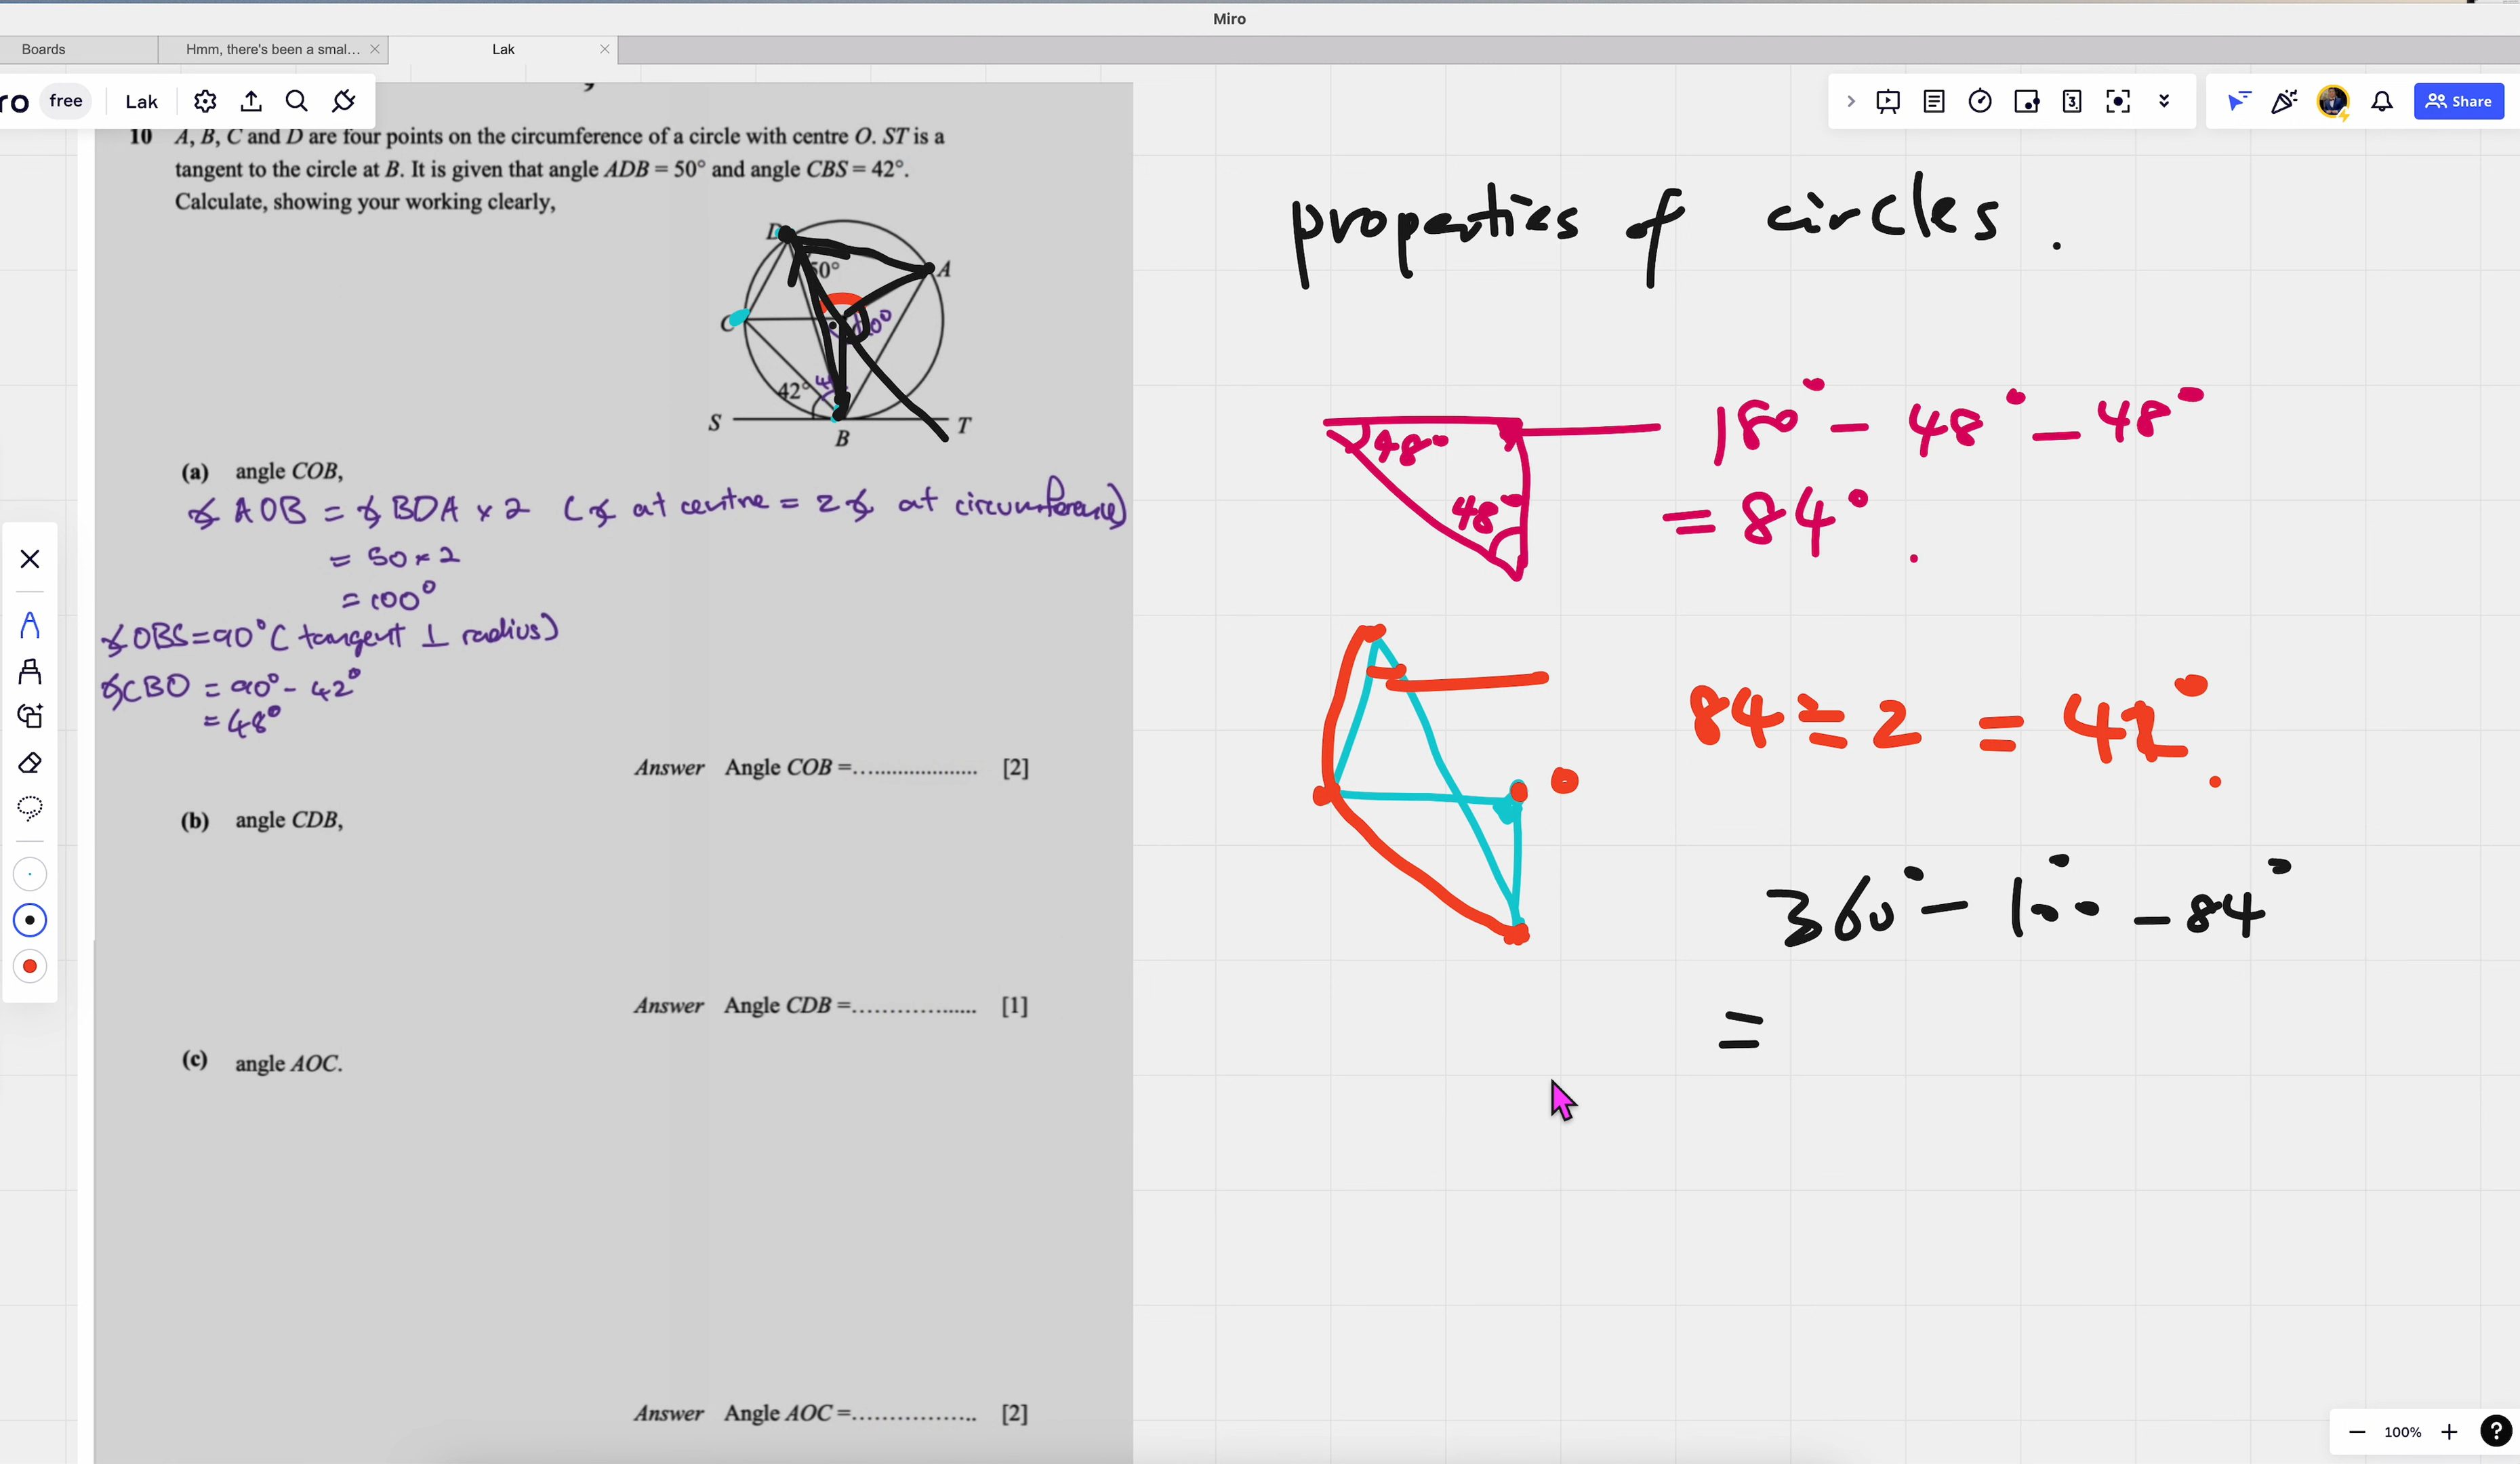 Miro
Boards
Hmm, there's been a smal...
Lak
ro free Lak
Share
10 A, B, C and D are four points on the circumference of a circle with centre O. ST is a
tangent to the circle at B. It is given that angle ADB = 50° and angle CBS = 42°.
Calculate, showing your working clearly,
D
50°
A
C
100°
42°
S
T
B
(a) angle COB,
∡ AOB = ∡ BDA × 2 (∡ at centre = 2∡ at circumference)
= 50 × 2
= 100°
∡OBS = 90° (tangent ⊥ radius)
∡CBO = 90° - 42°
= 48°
Answer Angle COB =...................... [2]
(b) angle CDB,
Answer Angle CDB =...................... [1]
(c) angle AOC.
Answer Angle AOC =................... [2]
properties of circles.
48°
48°
180° - 48° - 48°
= 84°.
84 ÷ 2 = 42°.
O
360° - 100° - 84°
=
100%
?